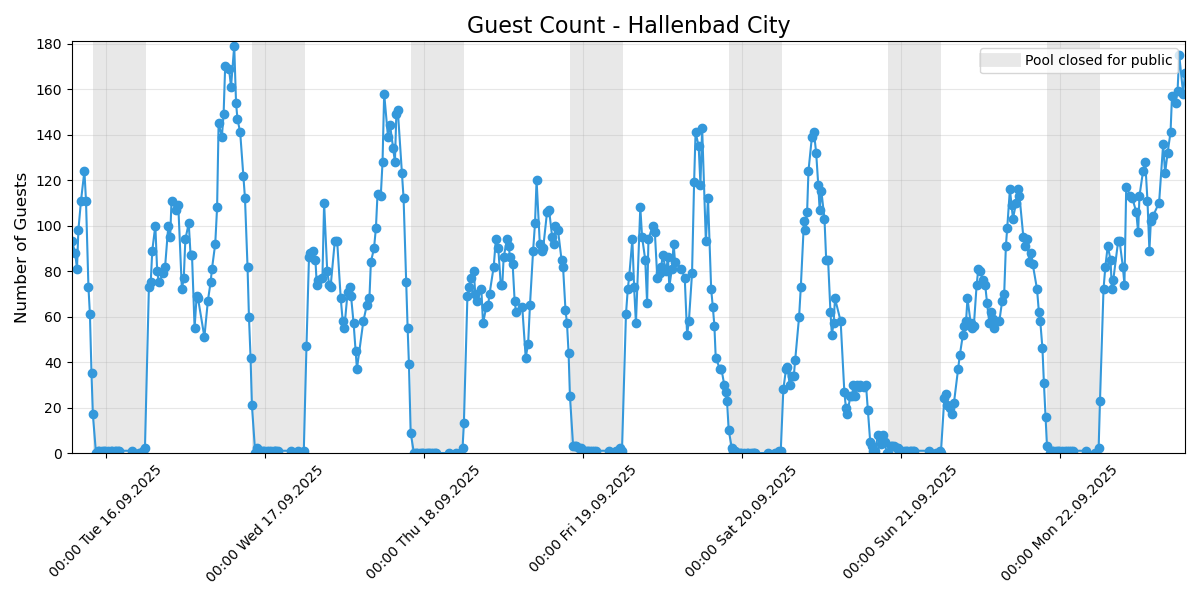 Guest Count - Hallenbad City
Pool closed for public
Number of Guests
180
160
140
120
100
80
60
40
20
0
00:00 Tue 16.09.2025
00:00 Wed 17.09.2025
00:00 Thu 18.09.2025
00:00 Fri 19.09.2025
00:00 Sat 20.09.2025
00:00 Sun 21.09.2025
00:00 Mon 22.09.2025